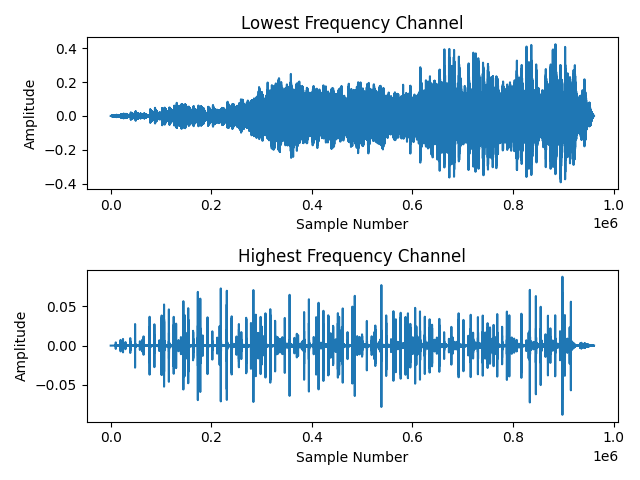 Lowest Frequency Channel
0.4
0.2
0.0
−0.2
−0.4
Amplitude
0.0 0.2 0.4 0.6 0.8 1.0
1e6
Sample Number
Highest Frequency Channel
0.05
0.00
−0.05
Amplitude
0.0 0.2 0.4 0.6 0.8 1.0
1e6
Sample Number